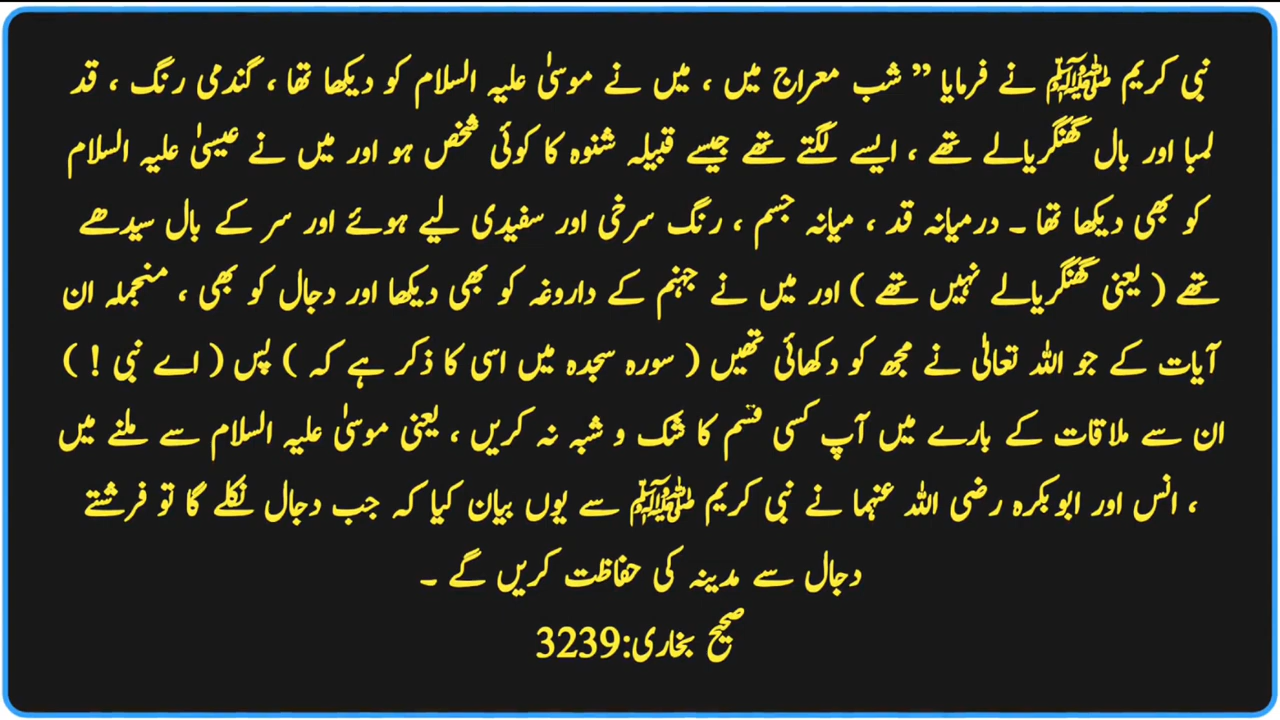 نبی کریم ﷺ نے فرمایا ” شب معراج میں ، میں نے موسیٰ علیہ السلام کو دیکھا تھا ، گندمی رنگ ، قد
لمبا اور بال گھنگریالے تھے ، ایسے لگتے تھے جیسے قبیلہ شنوہ کا کوئی شخص ہو اور میں نے عیسیٰ علیہ السلام
کو بھی دیکھا تھا ۔ درمیانہ قد ، میانہ جسم ، رنگ سرخی اور سفیدی لیے ہوئے اور سر کے بال سیدھے
تھے ( یعنی گھنگریالے نہیں تھے ) اور میں نے جہنم کے داروغہ کو بھی دیکھا اور دجال کو بھی ، منجملہ ان
آیات کے جو اللہ تعالیٰ نے مجھ کو دکھائی تھیں ( سورہ سجدہ میں اسی کا ذکر ہے کہ ) پس ( اے نبی ! )
ان سے ملاقات کے بارے میں آپ کسی قسم کا شک و شبہ نہ کریں ، یعنی موسیٰ علیہ السلام سے ملنے میں
، انس اور ابوبکرہ رضی اللہ عنہما نے نبی کریم ﷺ سے یوں بیان کیا کہ جب دجال نکلے گا تو فرشتے
دجال سے مدینہ کی حفاظت کریں گے ۔
صحیح بخاری:3239